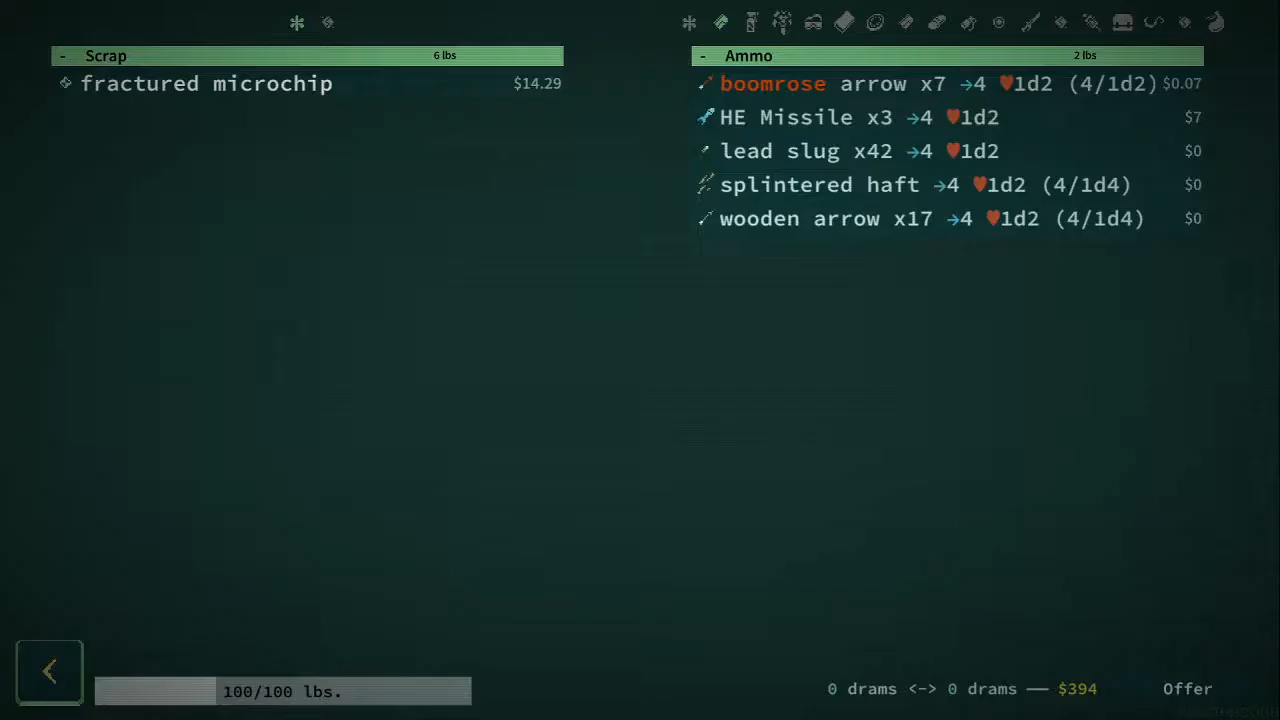 - Scrap 6 lbs
fractured microchip $14.29
- Ammo 2 lbs
boomrose arrow x7 →4 ♥1d2 (4/1d2) $0.07
HE Missile x3 →4 ♥1d2 $7
lead slug x42 →4 ♥1d2 $0
splintered haft →4 ♥1d2 (4/1d4) $0
wooden arrow x17 →4 ♥1d2 (4/1d4) $0
100/100 lbs.
0 drams <-> 0 drams — $394 Offer